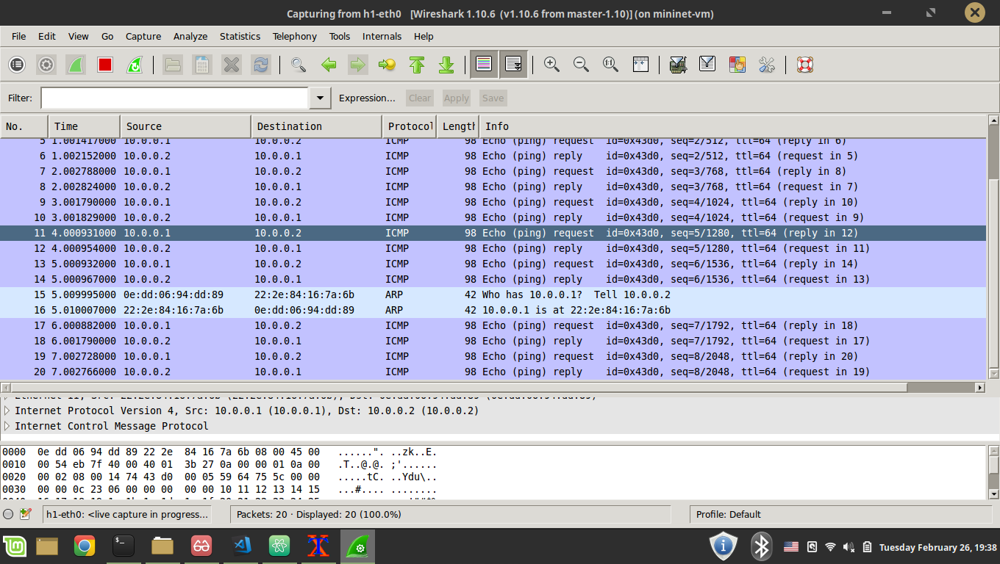 Capturing from h1-eth0 [Wireshark 1.10.6 (v1.10.6 from master-1.10)] (on mininet-vm)
File Edit View Go Capture Analyze Statistics Telephony Tools Internals Help
Filter: Expression... Clear Apply Save
No. Time Source Destination Protocol Length Info
5 1.001417000 10.0.0.1 10.0.0.2 ICMP 98 Echo (ping) request id=0x43d0, seq=2/512, ttl=64 (reply in 6)
6 1.002152000 10.0.0.2 10.0.0.1 ICMP 98 Echo (ping) reply id=0x43d0, seq=2/512, ttl=64 (request in 5)
7 2.002788000 10.0.0.1 10.0.0.2 ICMP 98 Echo (ping) request id=0x43d0, seq=3/768, ttl=64 (reply in 8)
8 2.002824000 10.0.0.2 10.0.0.1 ICMP 98 Echo (ping) reply id=0x43d0, seq=3/768, ttl=64 (request in 7)
9 3.001790000 10.0.0.1 10.0.0.2 ICMP 98 Echo (ping) request id=0x43d0, seq=4/1024, ttl=64 (reply in 10)
10 3.001829000 10.0.0.2 10.0.0.1 ICMP 98 Echo (ping) reply id=0x43d0, seq=4/1024, ttl=64 (request in 9)
11 4.000931000 10.0.0.1 10.0.0.2 ICMP 98 Echo (ping) request id=0x43d0, seq=5/1280, ttl=64 (reply in 12)
12 4.000954000 10.0.0.2 10.0.0.1 ICMP 98 Echo (ping) reply id=0x43d0, seq=5/1280, ttl=64 (request in 11)
13 5.000932000 10.0.0.1 10.0.0.2 ICMP 98 Echo (ping) request id=0x43d0, seq=6/1536, ttl=64 (reply in 14)
14 5.000967000 10.0.0.2 10.0.0.1 ICMP 98 Echo (ping) reply id=0x43d0, seq=6/1536, ttl=64 (request in 13)
15 5.009995000 0e:dd:06:94:dd:89 22:2e:84:16:7a:6b ARP 42 Who has 10.0.0.1? Tell 10.0.0.2
16 5.010007000 22:2e:84:16:7a:6b 0e:dd:06:94:dd:89 ARP 42 10.0.0.1 is at 22:2e:84:16:7a:6b
17 6.000882000 10.0.0.1 10.0.0.2 ICMP 98 Echo (ping) request id=0x43d0, seq=7/1792, ttl=64 (reply in 18)
18 6.001790000 10.0.0.2 10.0.0.1 ICMP 98 Echo (ping) reply id=0x43d0, seq=7/1792, ttl=64 (request in 17)
19 7.002728000 10.0.0.1 10.0.0.2 ICMP 98 Echo (ping) request id=0x43d0, seq=8/2048, ttl=64 (reply in 20)
20 7.002766000 10.0.0.2 10.0.0.1 ICMP 98 Echo (ping) reply id=0x43d0, seq=8/2048, ttl=64 (request in 19)
Internet Protocol Version 4, Src: 10.0.0.1 (10.0.0.1), Dst: 10.0.0.2 (10.0.0.2)
Internet Control Message Protocol
0000 0e dd 06 94 dd 89 22 2e 84 16 7a 6b 08 00 45 00 ......". ..zk..E.
0010 00 54 eb 7f 40 00 40 01 3b 27 0a 00 00 01 0a 00 .T..@.@. ;'......
0020 00 02 08 00 14 74 43 d0 00 05 59 64 75 5c 00 00 .....tC. ..Ydu\..
0030 00 00 0c 23 06 00 00 00 00 00 10 11 12 13 14 15 ...#.... ........
h1-eth0: <live capture in progress... Packets: 20 · Displayed: 20 (100.0%) Profile: Default
Tuesday February 26, 19:38